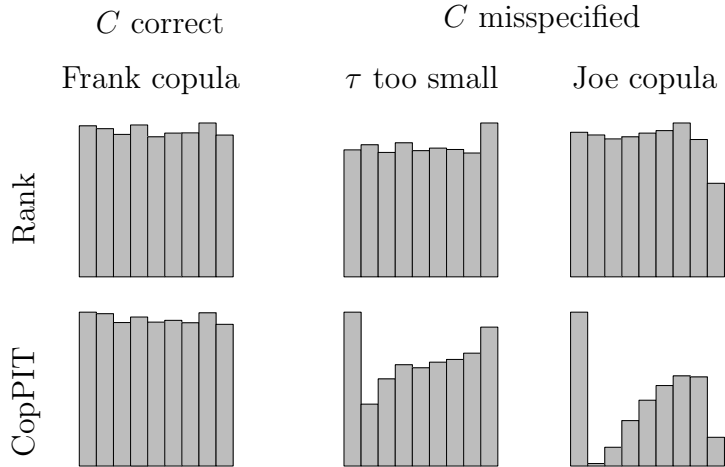 C correct
C misspecified
Frank copula
τ too small
Joe copula
Rank
CopPIT